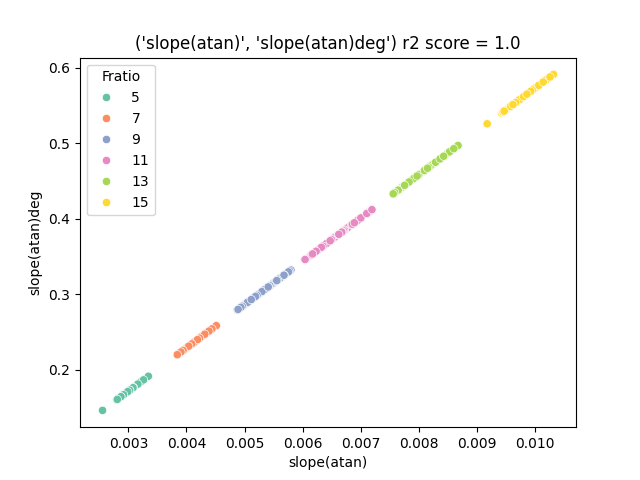 ('slope(atan)', 'slope(atan)deg') r2 score = 1.0
0.6
0.5
0.4
0.3
0.2
slope(atan)deg
Fratio
5
7
9
11
13
15
0.003 0.004 0.005 0.006 0.007 0.008 0.009 0.010
slope(atan)